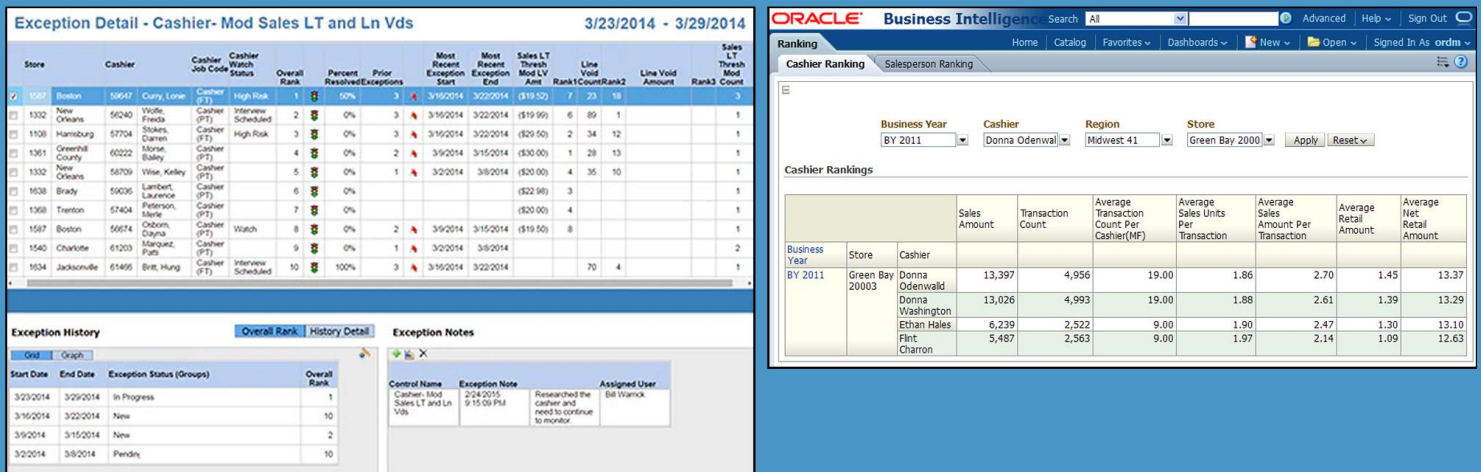 Exception Detail - Cashier- Mod Sales LT and Ln Vds 3/23/2014 - 3/29/2014
Store Cashier Cashier Job Code Cashier Watch Status Overall Rank Percent Resolved Prior Exceptions Most Recent Exception Start Most Recent Exception End Sales LT Thresh Mod LV Amt Rank1 Line Void Count Rank2 Line Void Amount Rank3 Sales LT Thresh Mod Count
1587 Boston 59647 Curry, Lonie Cashier (FT) High Risk 1 50% 3 3/16/2014 3/22/2014 ($19.52) 7 23 18 3
1332 New Orleans 56240 Wolfe, Freida Cashier (PT) Interview Scheduled 2 0% 3 3/16/2014 3/22/2014 ($19.99) 6 89 1 1
1108 Harrisburg 57704 Stokes, Darren Cashier (FT) High Risk 3 0% 3 3/16/2014 3/22/2014 ($29.50) 2 34 12 1
1361 Greenhill County 60222 Morse, Bailey Cashier (PT) 4 0% 2 3/9/2014 3/15/2014 ($30.00) 1 28 13 1
1332 New Orleans 58709 Wise, Kelley Cashier (PT) 5 0% 1 3/2/2014 3/8/2014 ($20.00) 4 35 10 1
1638 Brady 59036 Lambert, Laurence Cashier (PT) 6 0% ($22.98) 3 1
1368 Trenton 57404 Peterson, Merle Cashier (PT) 7 0% ($20.00) 4 1
1587 Boston 56674 Osborn, Dayna Cashier (PT) Watch 8 0% 2 3/9/2014 3/15/2014 ($19.50) 8 1
1540 Charlotte 61203 Marquez, Patti Cashier (FT) 9 0% 1 3/2/2014 3/8/2014 2
1634 Jacksonville 61466 Britt, Hung Cashier (FT) Interview Scheduled 10 100% 3 3/16/2014 3/22/2014 70 4 1
Exception History Overall Rank History Detail
Grid Graph
Start Date End Date Exception Status (Groups) Overall Rank
3/23/2014 3/29/2014 In Progress 1
3/16/2014 3/22/2014 New 10
3/9/2014 3/15/2014 New 2
3/2/2014 3/8/2014 Pending 10
Exception Notes
Control Name Exception Note Assigned User
Cashier- Mod Sales LT and Ln Vds 2/24/2015 9:15:09 PM Researched the cashier and need to continue to monitor. Bill Warrick
ORACLE Business Intelligence Search All Advanced Help Sign Out
Ranking Home Catalog Favorites Dashboards New Open Signed In As ordm
Cashier Ranking Salesperson Ranking
Business Year Cashier Region Store
BY 2011 Donna Odenwal Midwest 41 Green Bay 2000 Apply Reset
Cashier Rankings
Sales Amount Transaction Count Average Transaction Count Per Cashier(MF) Average Sales Units Per Transaction Average Sales Amount Per Transaction Average Retail Amount Average Net Retail Amount
Business Year Store Cashier
BY 2011 Green Bay 20003 Donna Odenwalld 13,397 4,956 19.00 1.86 2.70 1.45 13.37
Donna Washington 13,026 4,993 19.00 1.88 2.61 1.39 13.29
Ethan Hales 6,239 2,522 9.00 1.90 2.47 1.30 13.10
Flint Charron 5,487 2,563 9.00 1.97 2.14 1.09 12.63